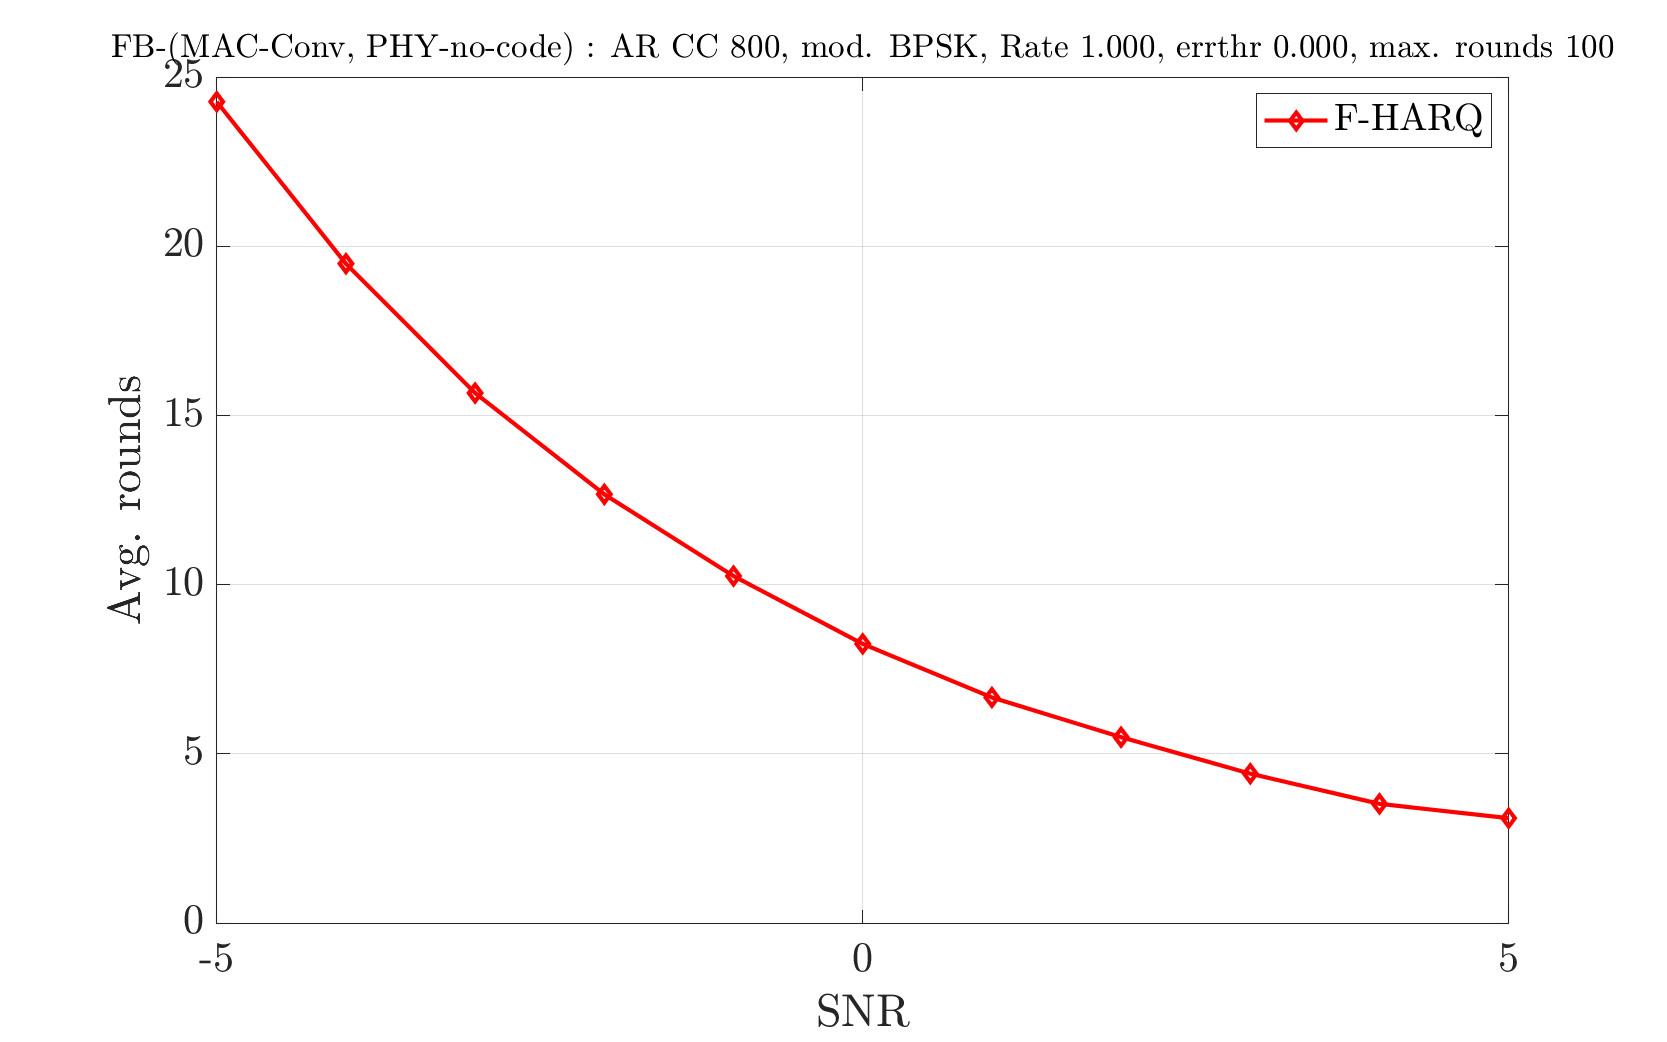 FB-(MAC-Conv, PHY-no-code) : AR CC 800, mod. BPSK, Rate 1.000, errthr 0.000, max. rounds 100
F-HARQ
25
20
15
10
5
0
Avg. rounds
-5 0 5
SNR